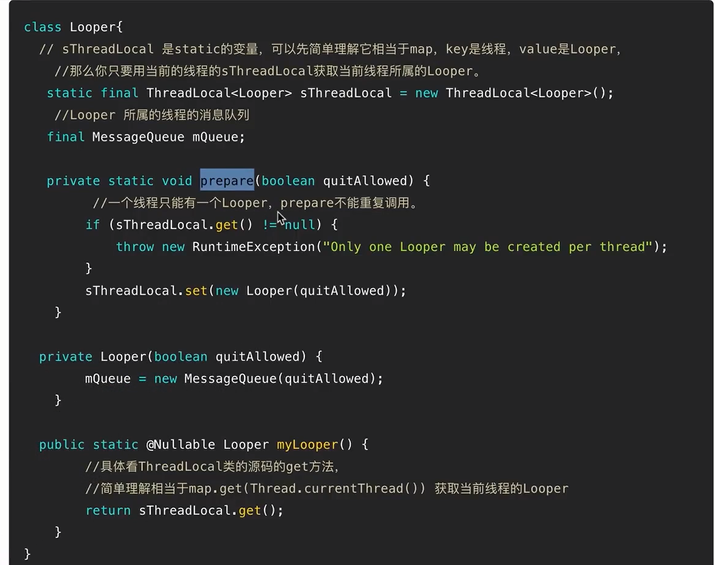 class Looper{
// sThreadLocal 是static的变量，可以先简单理解它相当于map，key是线程，value是Looper，
//那么你只要用当前的线程的sThreadLocal获取当前线程所属的Looper。
static final ThreadLocal<Looper> sThreadLocal = new ThreadLocal<Looper>();
//Looper 所属的线程的消息队列
final MessageQueue mQueue;
private static void prepare(boolean quitAllowed) {
//一个线程只能有一个Looper，prepare不能重复调用。
if (sThreadLocal.get() != null) {
throw new RuntimeException("Only one Looper may be created per thread");
}
sThreadLocal.set(new Looper(quitAllowed));
}
private Looper(boolean quitAllowed) {
mQueue = new MessageQueue(quitAllowed);
}
public static @Nullable Looper myLooper() {
//具体看ThreadLocal类的源码的get方法，
//简单理解相当于map.get(Thread.currentThread()) 获取当前线程的Looper
return sThreadLocal.get();
}
}